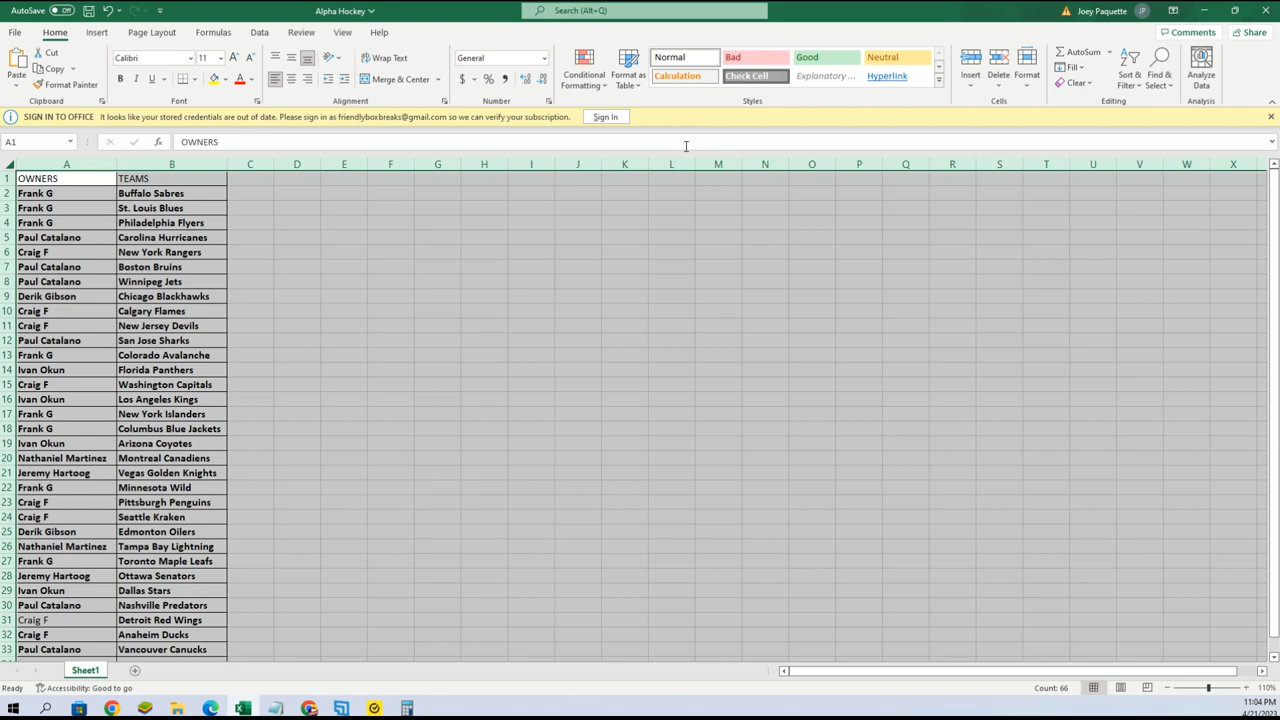 AutoSave Off Alpha Hockey Search (Alt+Q) Joey Paquette JP
File Home Insert Page Layout Formulas Data Review View Help Comments Share
Paste Cut Copy Format Painter Clipboard
Calibri 11 A A B I U A Font
Wrap Text Merge & Center Alignment
General $ % Number
Conditional Formatting Format as Table
Normal Bad Good Neutral
Calculation Check Cell Explanatory ... Hyperlink
Styles
Insert Delete Format Cells
AutoSum Fill Clear Sort & Filter Find & Select Editing
Analyze Data Analysis
SIGN IN TO OFFICE It looks like your stored credentials are out of date. Please sign in as friendlyboxbreaks@gmail.com so we can verify your subscription. Sign In
A1 fx OWNERS
A B C D E F G H I J K L M N O P Q R S T U V W X
1 OWNERS TEAMS
2 Frank G Buffalo Sabres
3 Frank G St. Louis Blues
4 Frank G Philadelphia Flyers
5 Paul Catalano Carolina Hurricanes
6 Craig F New York Rangers
7 Paul Catalano Boston Bruins
8 Paul Catalano Winnipeg Jets
9 Derik Gibson Chicago Blackhawks
10 Craig F Calgary Flames
11 Craig F New Jersey Devils
12 Paul Catalano San Jose Sharks
13 Frank G Colorado Avalanche
14 Ivan Okun Florida Panthers
15 Craig F Washington Capitals
16 Ivan Okun Los Angeles Kings
17 Frank G New York Islanders
18 Frank G Columbus Blue Jackets
19 Ivan Okun Arizona Coyotes
20 Nathaniel Martinez Montreal Canadiens
21 Jeremy Hartoog Vegas Golden Knights
22 Frank G Minnesota Wild
23 Craig F Pittsburgh Penguins
24 Craig F Seattle Kraken
25 Derik Gibson Edmonton Oilers
26 Nathaniel Martinez Tampa Bay Lightning
27 Frank G Toronto Maple Leafs
28 Jeremy Hartoog Ottawa Senators
29 Ivan Okun Dallas Stars
30 Paul Catalano Nashville Predators
31 Craig F Detroit Red Wings
32 Craig F Anaheim Ducks
33 Paul Catalano Vancouver Canucks
Sheet1
Ready Accessibility: Good to go Count: 66 110%
11:04 PM
4/21/2023